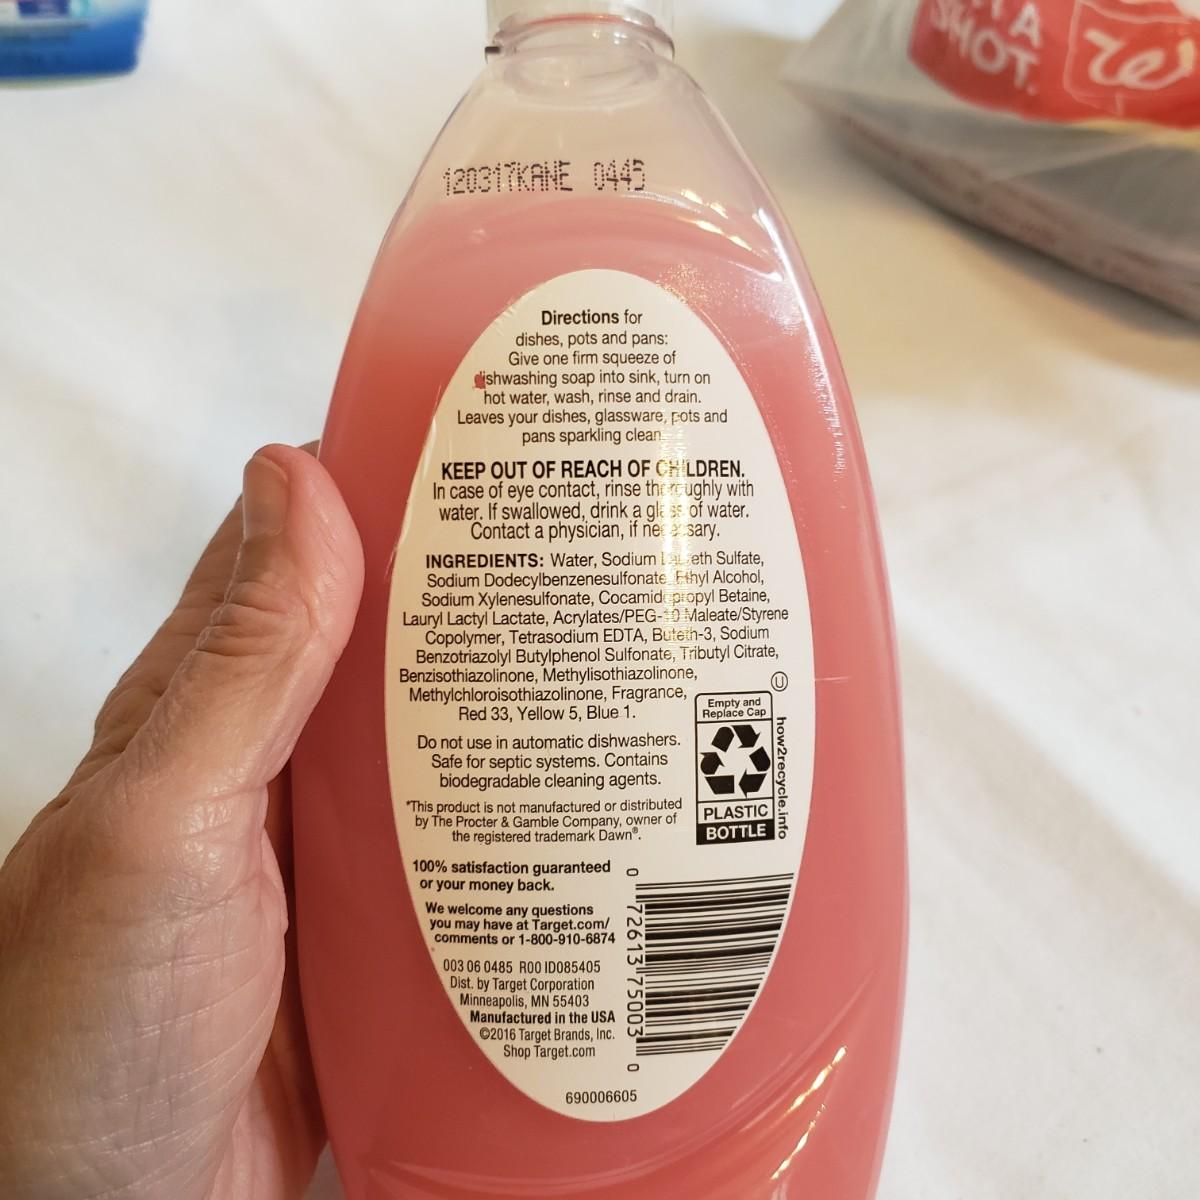 A
SHOT.
12031TKANE 0445
Directions for
dishes, pots and pans:
Give one firm squeeze of
dishwashing soap into sink, turn on
hot water, wash, rinse and drain.
Leaves your dishes, glassware, pots and
pans sparkling clean.
KEEP OUT OF REACH OF CHILDREN.
In case of eye contact, rinse thoroughly with
water. If swallowed, drink a glass of water.
Contact a physician, if necessary.
INGREDIENTS: Water, Sodium Laureth Sulfate,
Sodium Dodecylbenzenesulfonate, Ethyl Alcohol,
Sodium Xylenesulfonate, Cocamidopropyl Betaine,
Lauryl Lactyl Lactate, Acrylates/PEG-10 Maleate/Styrene
Copolymer, Tetrasodium EDTA, Buteth-3, Sodium
Benzotriazolyl Butylphenol Sulfonate, Tributyl Citrate,
Benzisothiazolinone, Methylisothiazolinone,
Methylchloroisothiazolinone, Fragrance,
Red 33, Yellow 5, Blue 1.
Ⓤ
Empty and
Replace Cap
PLASTIC
BOTTLE
how2recycle.info
Do not use in automatic dishwashers.
Safe for septic systems. Contains
biodegradable cleaning agents.
*This product is not manufactured or distributed
by The Procter & Gamble Company, owner of
the registered trademark Dawn®.
100% satisfaction guaranteed
or your money back.
We welcome any questions
you may have at Target.com/
comments or 1-800-910-6874
003 06 0485 R00 ID085405
Dist. by Target Corporation
Minneapolis, MN 55403
Manufactured in the USA
©2016 Target Brands, Inc.
Shop Target.com
0 72613 75003 0
690006605